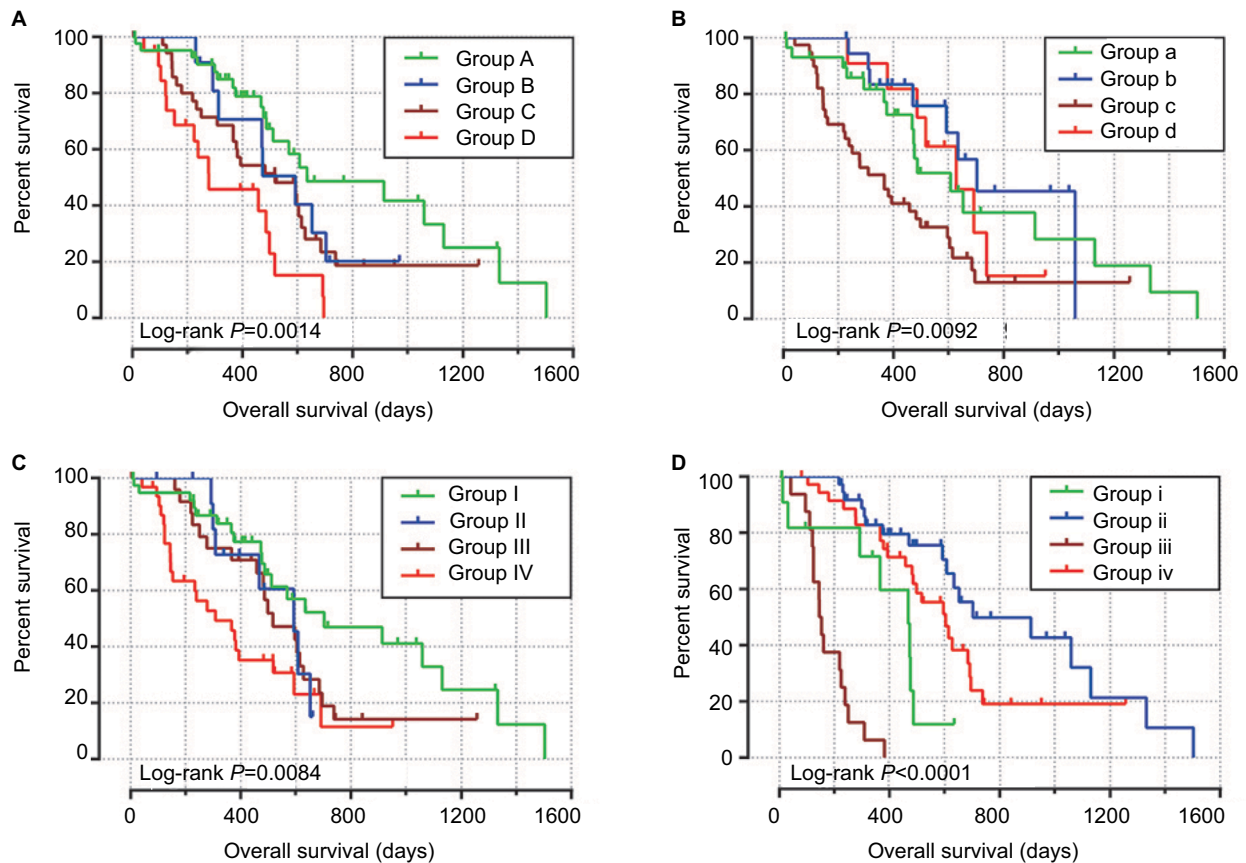 A
Percent survival
100
80
60
40
20
0
Group A
Group B
Group C
Group D
Log-rank P=0.0014
0 400 800 1200 1600
Overall survival (days)
B
Percent survival
100
80
60
40
20
0
Group a
Group b
Group c
Group d
Log-rank P=0.0092
0 400 800 1200 1600
Overall survival (days)
C
Percent survival
100
80
60
40
20
0
Group I
Group II
Group III
Group IV
Log-rank P=0.0084
0 400 800 1200 1600
Overall survival (days)
D
Percent survival
100
80
60
40
20
0
Group i
Group ii
Group iii
Group iv
Log-rank P<0.0001
0 400 800 1200 1600
Overall survival (days)